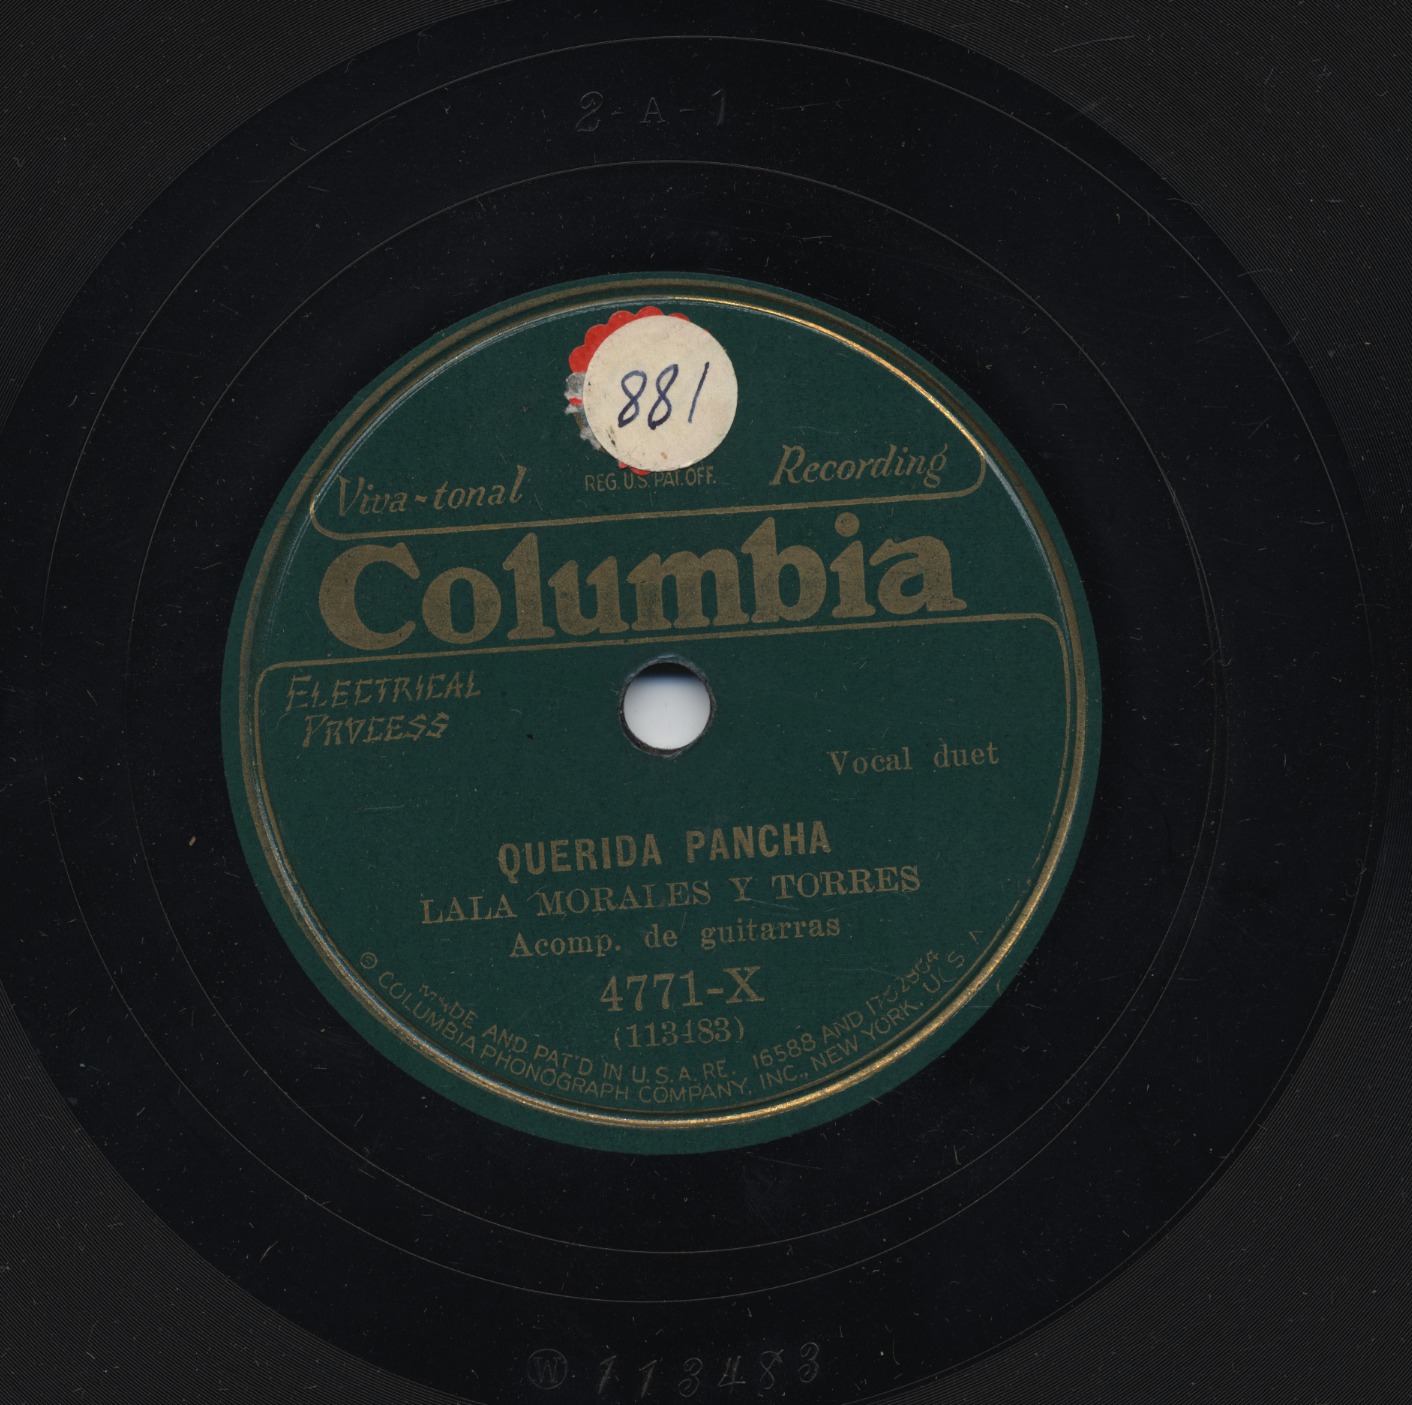 2-A-1
881
Viva-tonal REG. U.S. PAT. OFF. Recording
Columbia
ELECTRICAL
PROCESS
Vocal duet
QUERIDA PANCHA
LALA MORALES Y TORRES
Acomp. de guitarras
4771-X
(113483)
MADE AND PAT'D IN U.S.A. RE. 16588 AND 1702564
© COLUMBIA PHONOGRAPH COMPANY, INC., NEW YORK, U.S.A
W 113483